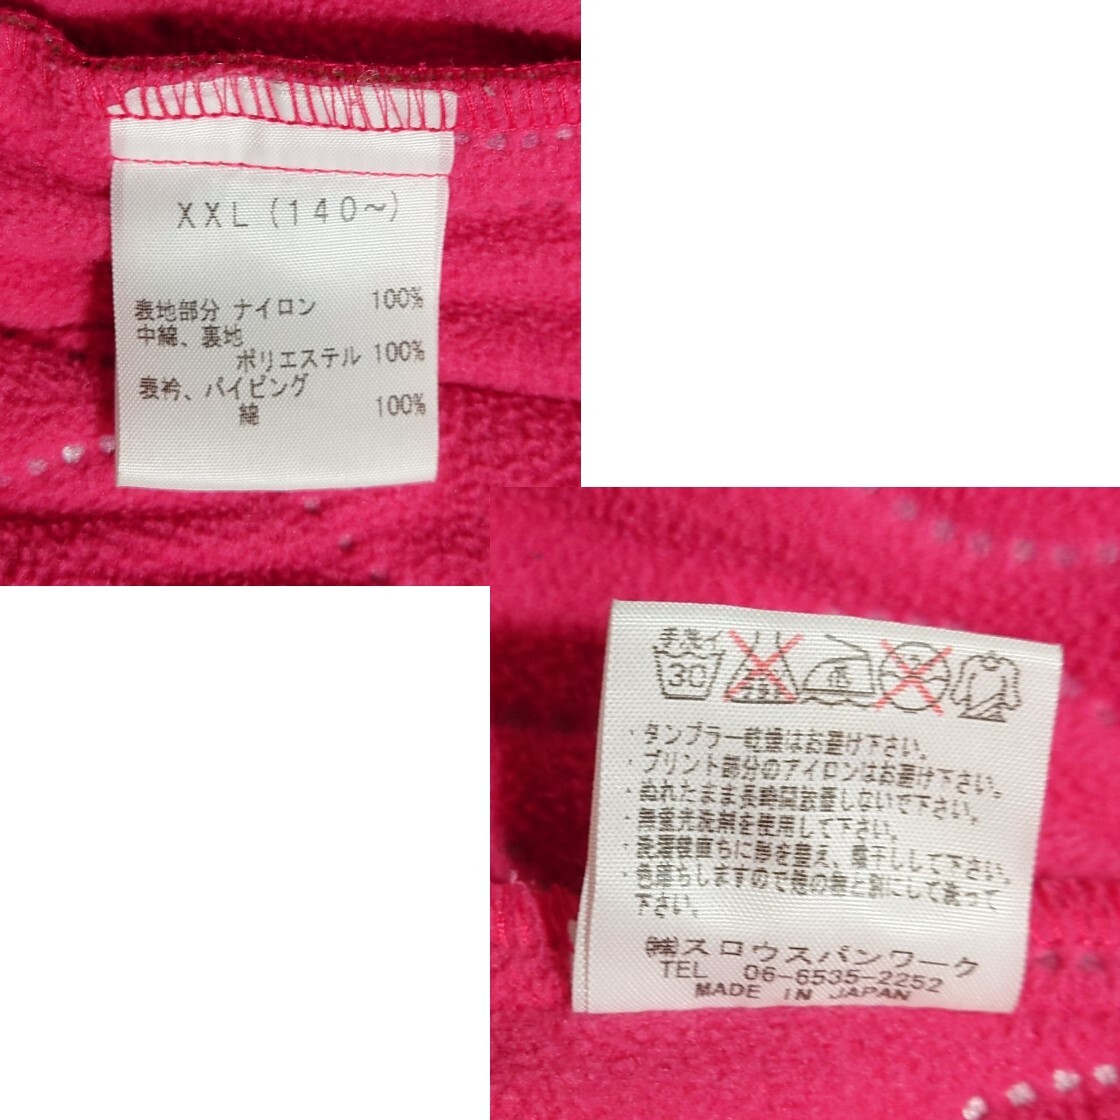 XXL(140~)
表地部分 ナイロン 100%
中綿、裏地
ポリエステル 100%
表衿、パイピング
綿 100%
手洗イ
30
低
・タンブラー乾燥はお避け下さい。
・プリント部分のアイロンはお避け下さい。
・ぬれたまま長時間放置しないで下さい。
・無蛍光洗剤を使用して下さい。
・洗濯後直ちに形を整え、陰干しして下さい。
・色落ちしますので他の物と別にして洗って
下さい。
㈱スロウスパンワーク
TEL 06-6535-2252
MADE IN JAPAN